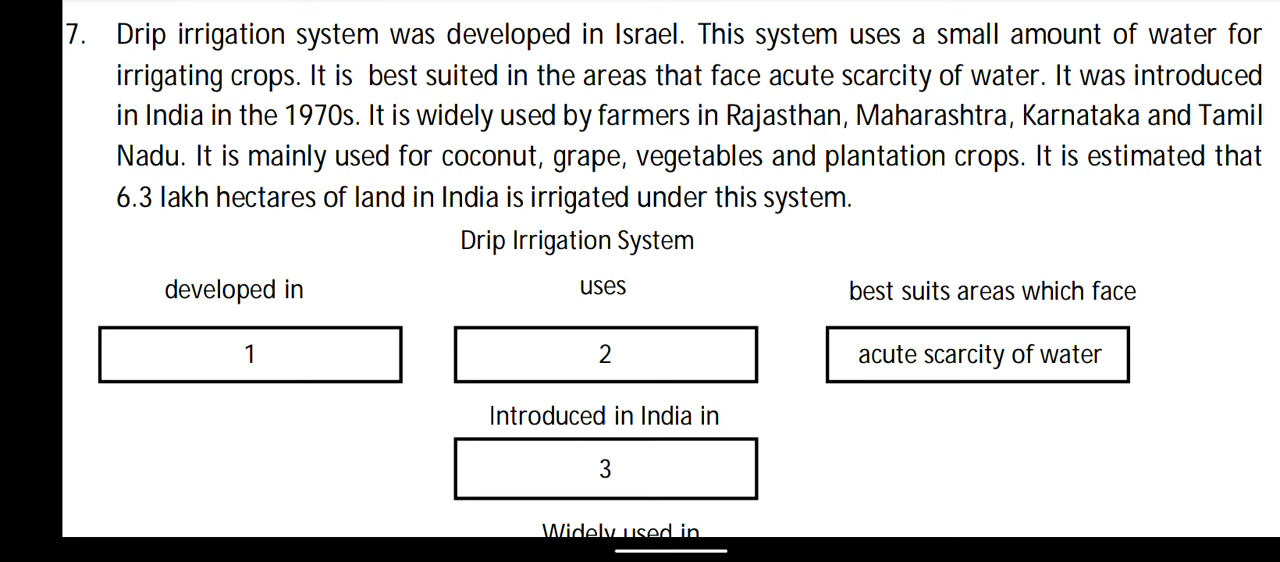 7. Drip irrigation system was developed in Israel. This system uses a small amount of water for
irrigating crops. It is best suited in the areas that face acute scarcity of water. It was introduced
in India in the 1970s. It is widely used by farmers in Rajasthan, Maharashtra, Karnataka and Tamil
Nadu. It is mainly used for coconut, grape, vegetables and plantation crops. It is estimated that
6.3 lakh hectares of land in India is irrigated under this system.
Drip Irrigation System
developed in
uses
best suits areas which face
1
2
acute scarcity of water
Introduced in India in
3
Widely used in